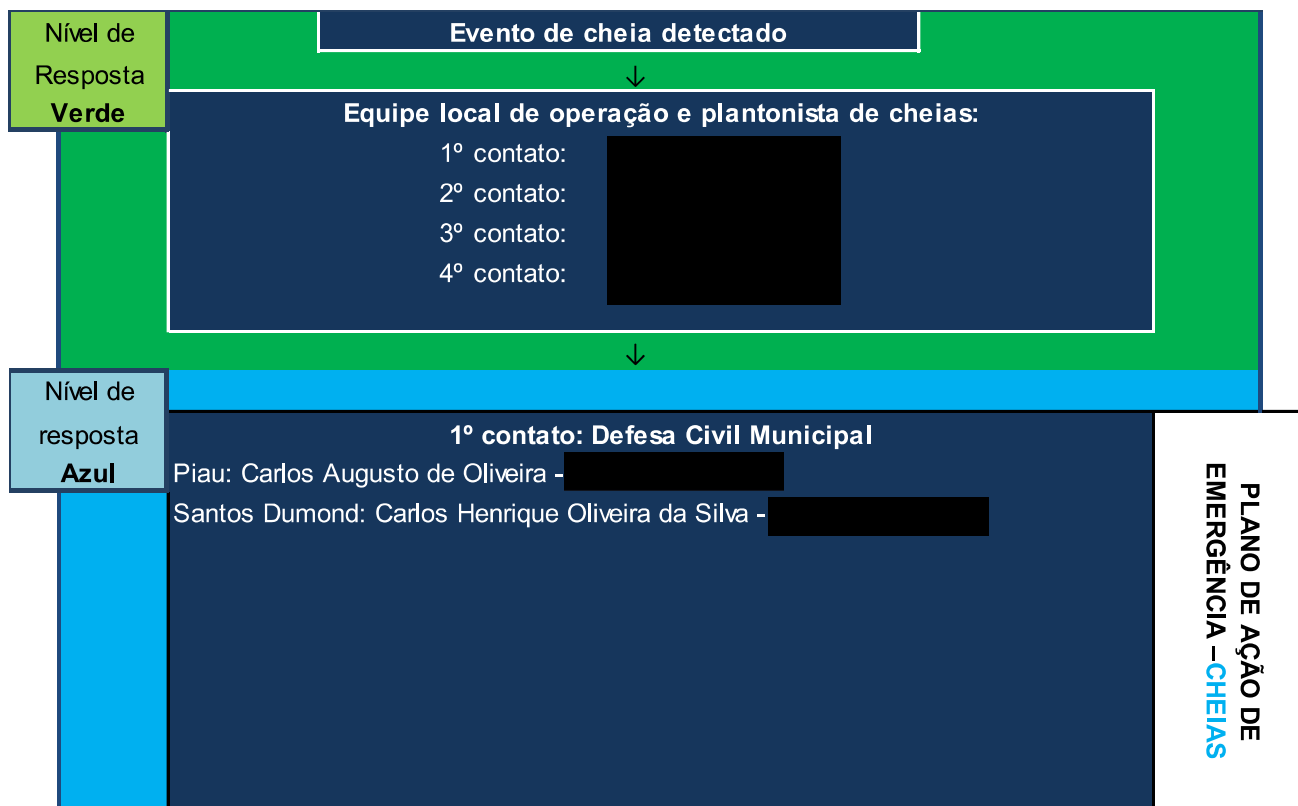 Nível de
Resposta
Verde
Evento de cheia detectado
↓
Equipe local de operação e plantonista de cheias:
1º contato:
2º contato:
3º contato:
4º contato:
↓
Nível de
resposta
Azul
1º contato: Defesa Civil Municipal
Piau: Carlos Augusto de Oliveira -
Santos Dumond: Carlos Henrique Oliveira da Silva -
PLANO DE AÇÃO DE
EMERGÊNCIA –CHEIAS